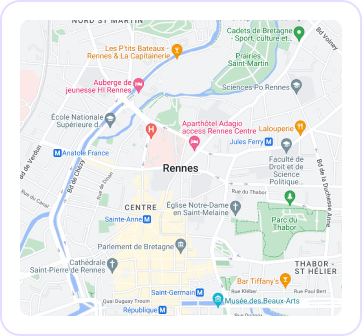 NORD ST MARTIN
Cadets de Bretagne
- Sport, culture et...
Bd Volney
Les P'tits Bateaux -
Rennes & La Capitainerie
Prairies
Saint-Martin
Auberge de
jeunesse HI Rennes
Sciences Po Rennes
École Nationale
Supérieure d...
Aparthôtel Adagio
access Rennes Centre
Lalouperie
Jules Ferry
Anatole France
ed de Verdun
Bd de Chézy
Rennes
Faculté de
Droit et de
Science
Politique...
Bd de la Duchesse Anne
Rue du Canal
Rue de Dinan
Rue du Thabor
CENTRE
Sainte-Anne
Église Notre-Dame
en Saint-Melaine
Parc du
Thabor
Parlement de Bretagne
Cathédrale
Saint-Pierre de Rennes
THABOR -
ST HÉLIER
Bar Tiffany's
Rue Kléber
Rue Paul Bert
Saint-Germain
Quai Duguay Trouin
Musée des Beaux-Arts
République